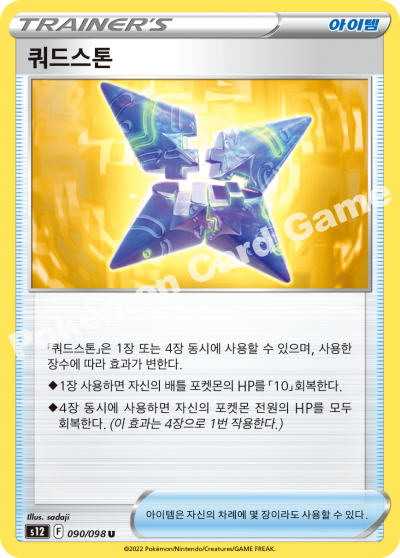 TRAINER'S 아이템
쿼드스톤
Pokémon Card Game
「쿼드스톤」은 1장 또는 4장 동시에 사용할 수 있으며, 사용한
장수에 따라 효과가 변한다.
◆1장 사용하면 자신의 배틀 포켓몬의 HP를 「10」회복한다.
◆4장 동시에 사용하면 자신의 포켓몬 전원의 HP를 모두
회복한다. (이 효과는 4장으로 1번 작용한다.)
Illus. sadaji
s12 F 090/098 U
아이템은 자신의 차례에 몇 장이라도 사용할 수 있다.
©2022 Pokémon/Nintendo/Creatures/GAME FREAK.